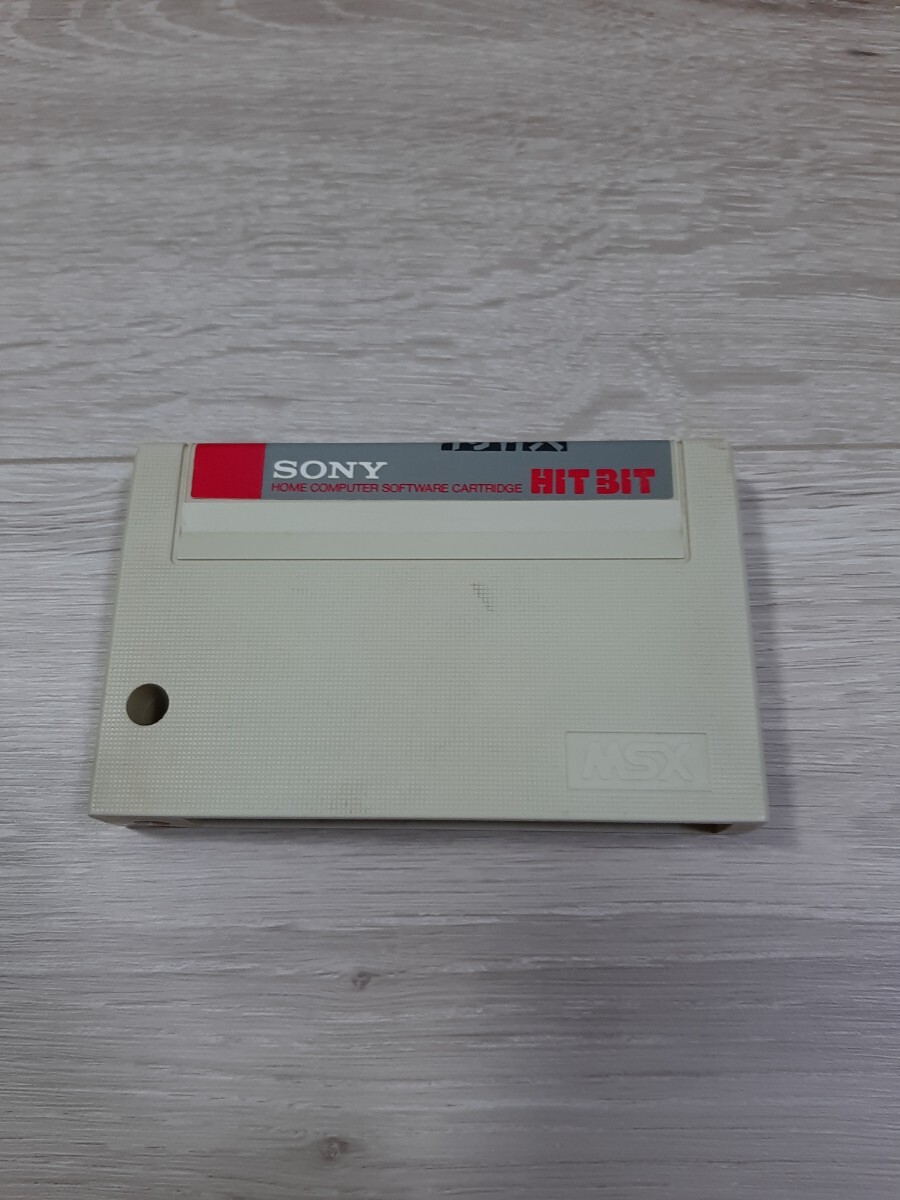 SONY
HOME COMPUTER SOFTWARE CARTRIDGE HIT BIT
MSX